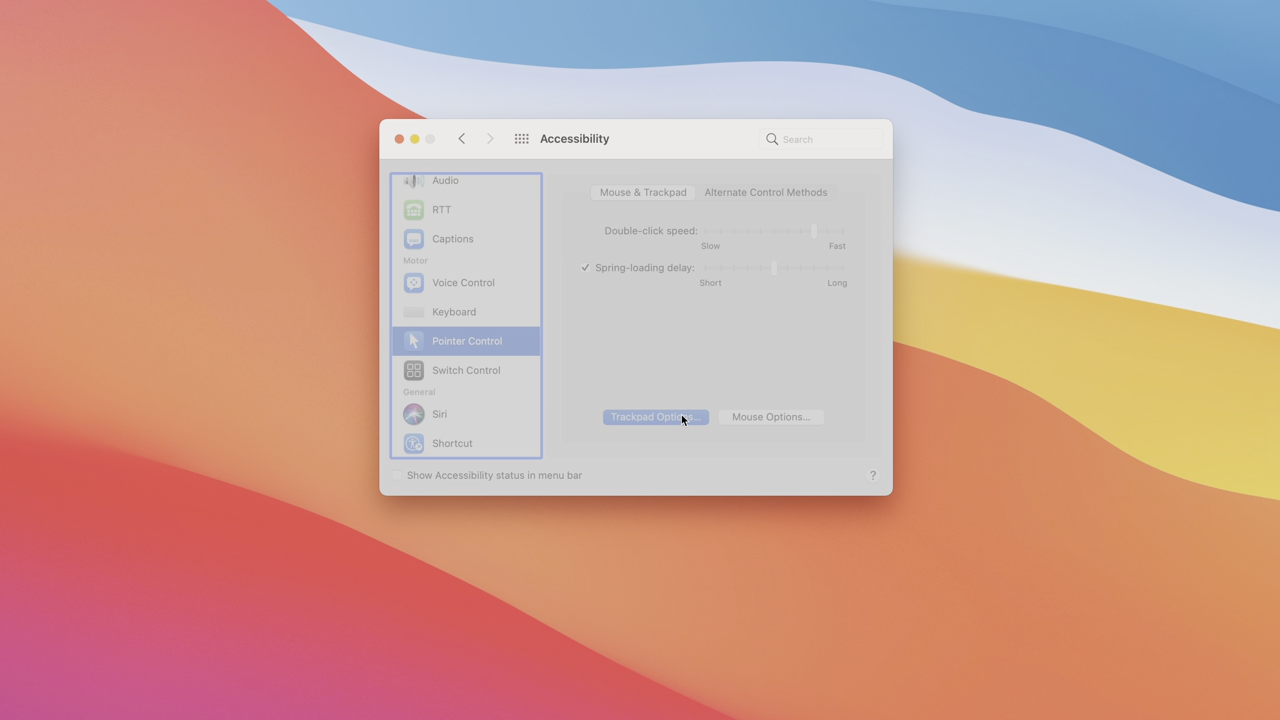 Accessibility
Search
Audio
RTT
Captions
Motor
Voice Control
Keyboard
Pointer Control
Switch Control
General
Siri
Shortcut
Mouse & Trackpad
Alternate Control Methods
Double-click speed:
Slow
Fast
Spring-loading delay:
Short
Long
Trackpad Options...
Mouse Options...
Show Accessibility status in menu bar
?